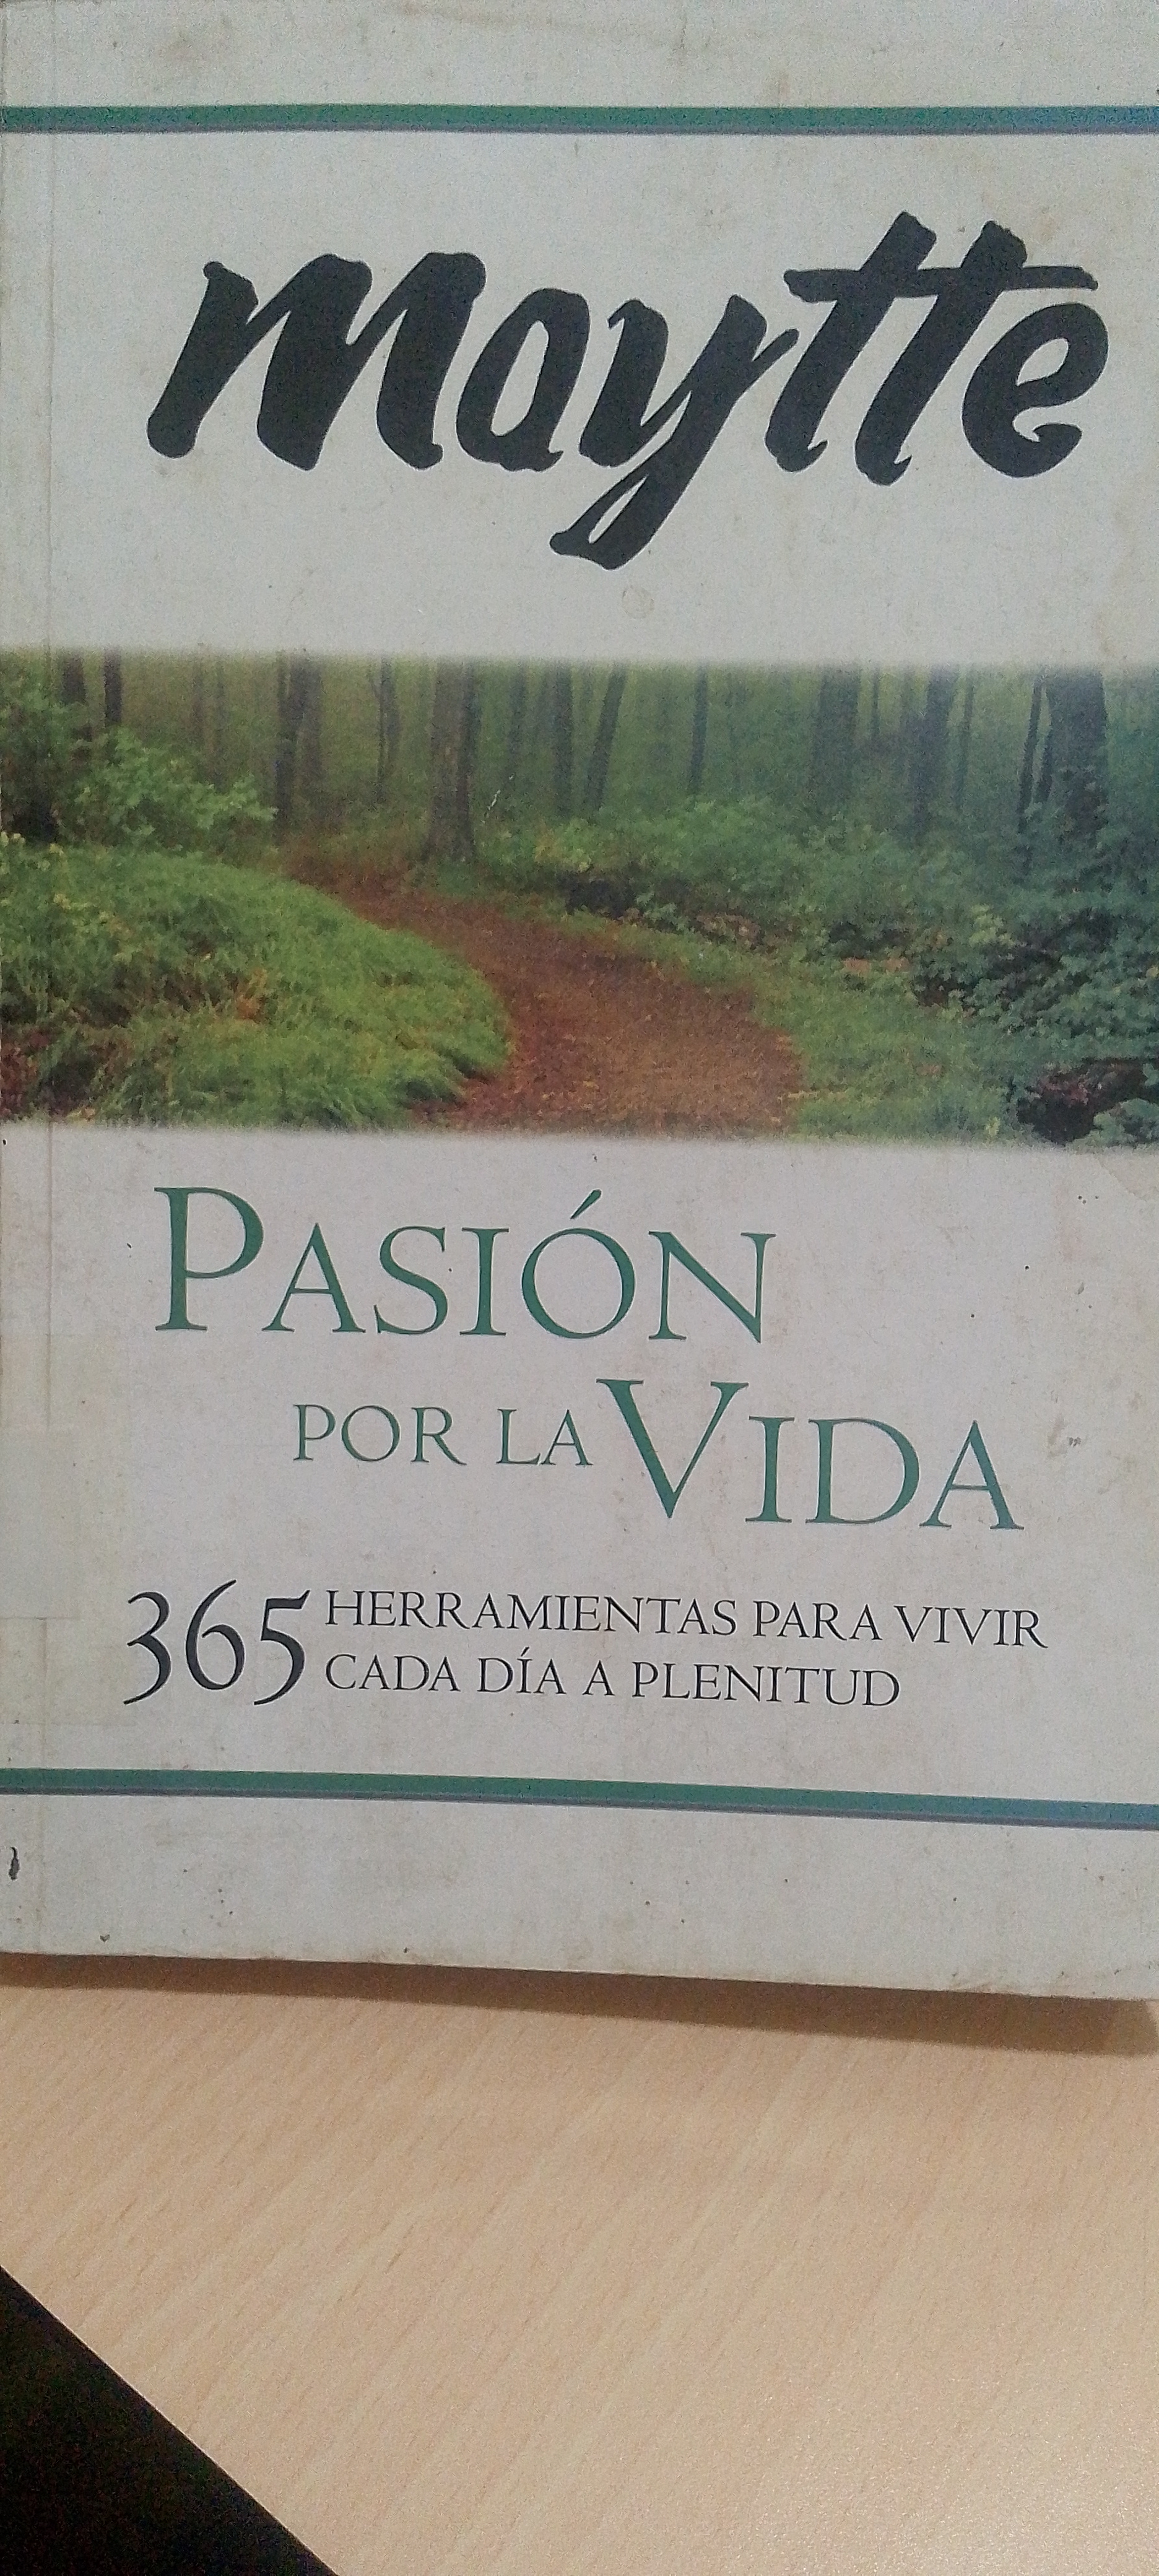 maytte
PASIÓN
POR LA VIDA
365 HERRAMIENTAS PARA VIVIR
CADA DÍA A PLENITUD